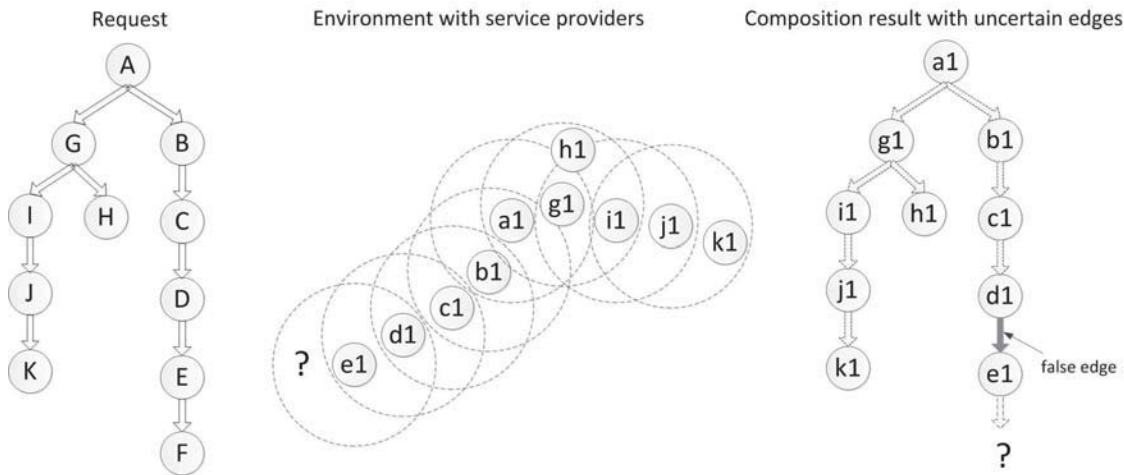 Request
Environment with service providers
Composition result with uncertain edges
A
G
B
I
H
C
J
D
K
E
F
h1
a1
g1
i1
j1
k1
b1
c1
d1
e1
?
a1
g1
b1
i1
h1
c1
j1
d1
k1
e1
false edge
?